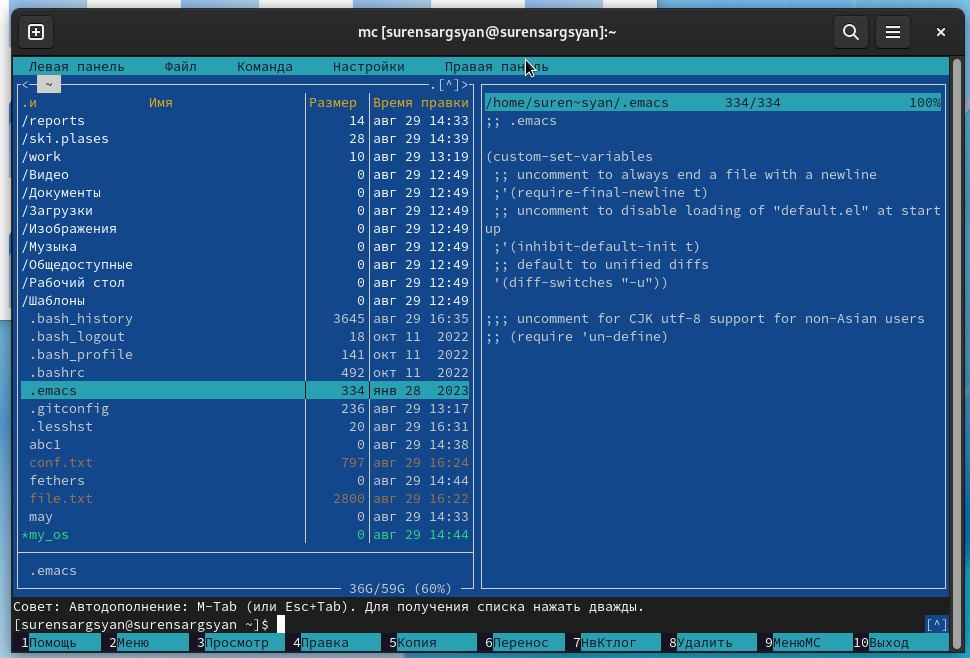 mc [surensargsyan@surensargsyan]:~
Левая панель Файл Команда Настройки Правая панель
<─ ~ .[^]>
.и Имя Размер Время правки
/reports 14 авг 29 14:33
/ski.plases 28 авг 29 14:39
/work 10 авг 29 13:19
/Видео 0 авг 29 12:49
/Документы 0 авг 29 12:49
/Загрузки 0 авг 29 12:49
/Изображения 0 авг 29 12:49
/Музыка 0 авг 29 12:49
/Общедоступные 0 авг 29 12:49
/Рабочий стол 0 авг 29 12:49
/Шаблоны 0 авг 29 12:49
.bash_history 3645 авг 29 16:35
.bash_logout 18 окт 11 2022
.bash_profile 141 окт 11 2022
.bashrc 492 окт 11 2022
.emacs 334 янв 28 2023
.gitconfig 236 авг 29 13:17
.lesshst 20 авг 29 16:31
abc1 0 авг 29 14:38
conf.txt 797 авг 29 16:24
fethers 0 авг 29 14:44
file.txt 2800 авг 29 16:22
may 0 авг 29 14:33
*my_os 0 авг 29 14:44
.emacs
36G/59G (60%)
/home/suren~syan/.emacs 334/334 100%
;; .emacs
(custom-set-variables
;; uncomment to always end a file with a newline
;'(require-final-newline t)
;; uncomment to disable loading of "default.el" at start
up
;'(inhibit-default-init t)
;; default to unified diffs
'(diff-switches "-u"))
;;; uncomment for CJK utf-8 support for non-Asian users
;; (require 'un-define)
Совет: Автодополнение: M-Tab (или Esc+Tab). Для получения списка нажать дважды.
[surensargsyan@surensargsyan ~]$ [^]
1Помощь 2Меню 3Просмотр 4Правка 5Копия 6Перенос 7НвКтлог 8Удалить 9МенюМС 10Выход